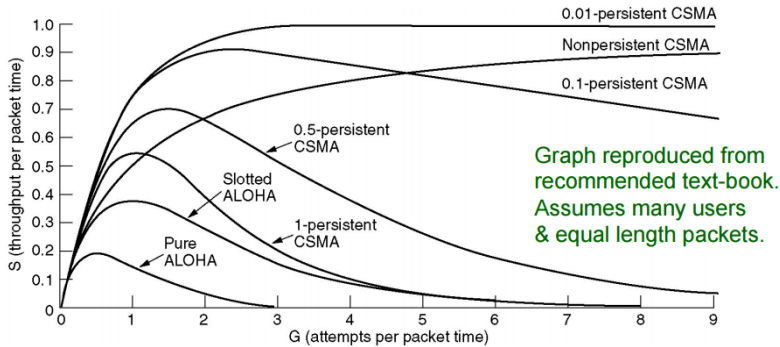 0.01-persistent CSMA
Nonpersistent CSMA
0.1-persistent CSMA
S (throughput per packet time)
1.0
0.9
0.8
0.7
0.6
0.5
0.4
0.3
0.2
0.1
0
0.5-persistent
CSMA
Slotted
ALOHA
1-persistent
CSMA
Pure
ALOHA
Graph reproduced from
recommended text-book.
Assumes many users
& equal length packets.
0 1 2 3 4 5 6 7 8 9
G (attempts per packet time)